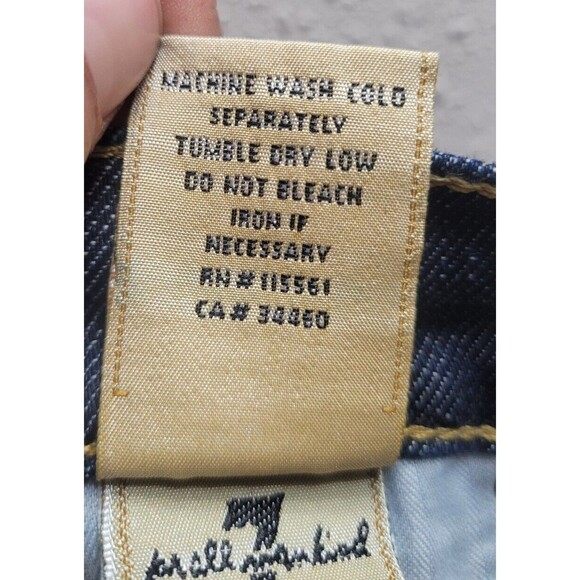 MACHINE WASH COLD
SEPARATELY
TUMBLE DRY LOW
DO NOT BLEACH
IRON IF
NECESSARY
RN # 115561
CA # 34460
7
for all mankind